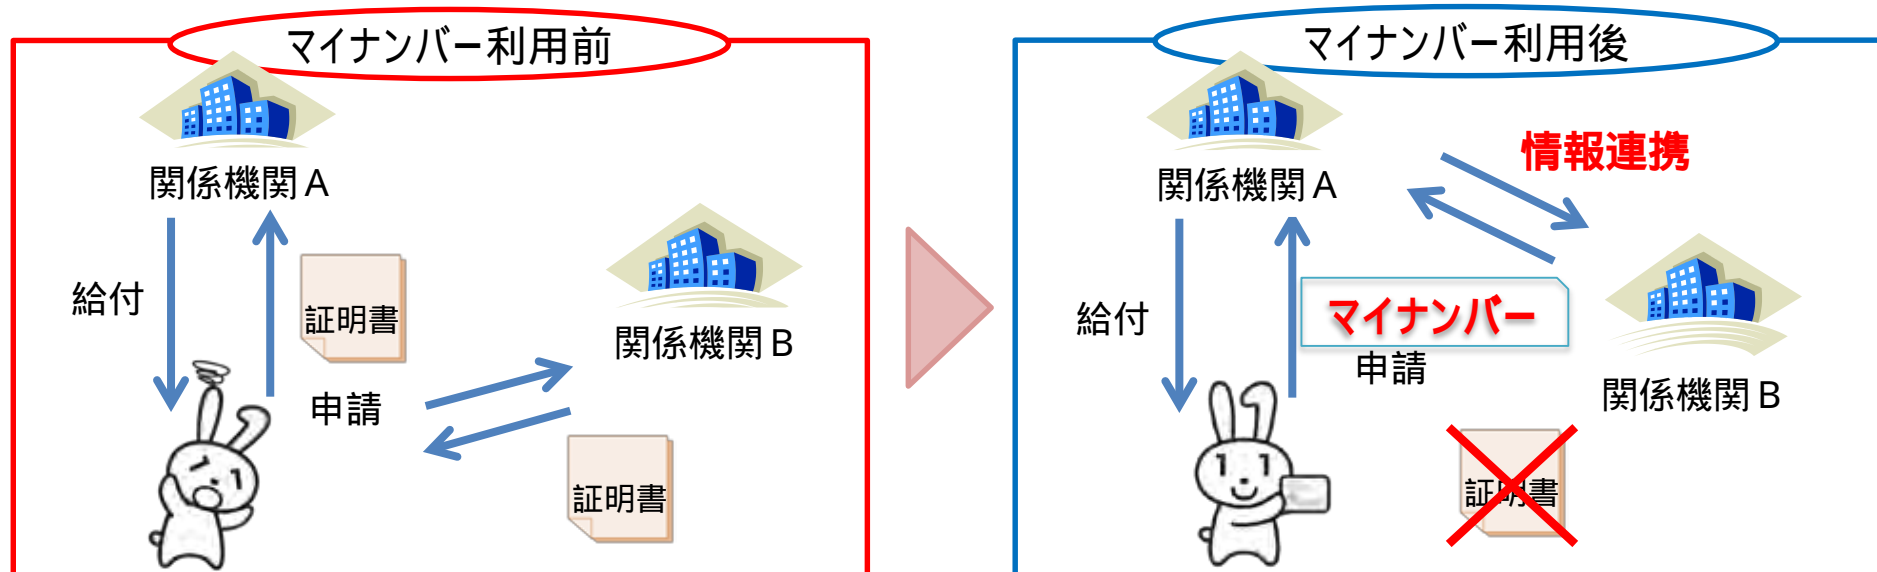 マイナンバー利用前
関係機関A
給付
証明書
申請
関係機関B
証明書
マイナンバー利用後
関係機関A
情報連携
給付
マイナンバー
申請
関係機関B
証明書